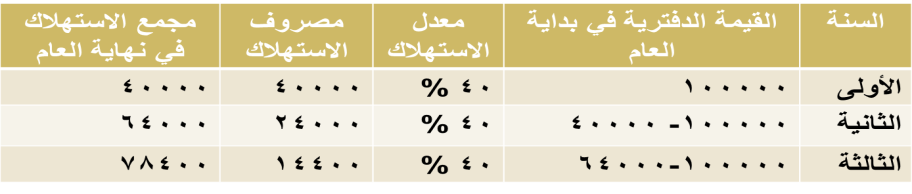 السنة | القيمة الدفترية في بداية العام | معدل الاستهلاك | مصروف الاستهلاك | مجمع الاستهلاك في نهاية العام
الأولى | ١٠٠٠٠٠ | ٤٠ % | ٤٠٠٠٠ | ٤٠٠٠٠
الثانية | ١٠٠٠٠٠- ٤٠٠٠٠ | ٤٠ % | ٢٤٠٠٠ | ٦٤٠٠٠
الثالثة | ١٠٠٠٠٠-٦٤٠٠٠ | ٤٠ % | ١٤٤٠٠ | ٧٨٤٠٠